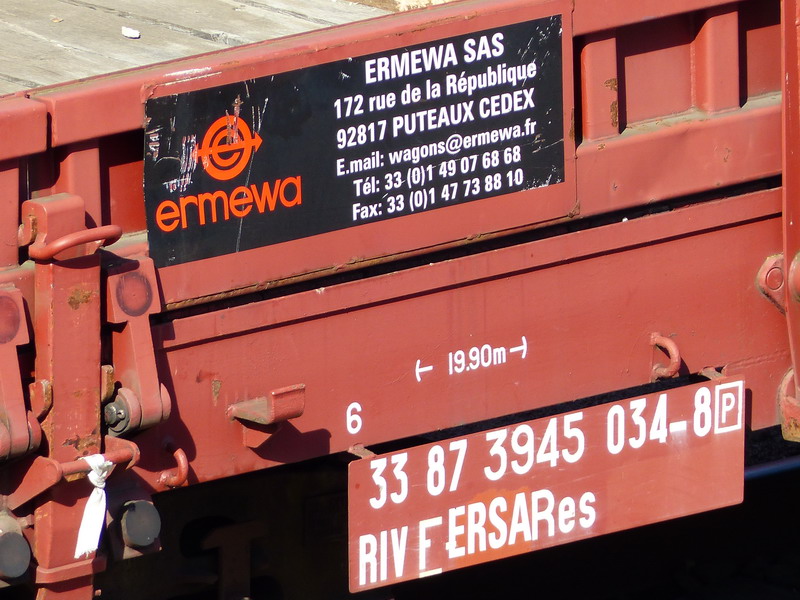 ermewa
ERMEWA SAS
172 rue de la République
92817 PUTEAUX CEDEX
E.mail: wagons@ermewa.fr
Tél: 33 (0)1 49 07 68 68
Fax: 33 (0)1 47 73 88 10
19.90m
6
33 87 3945 034-8 P
RIV F ERSA Res